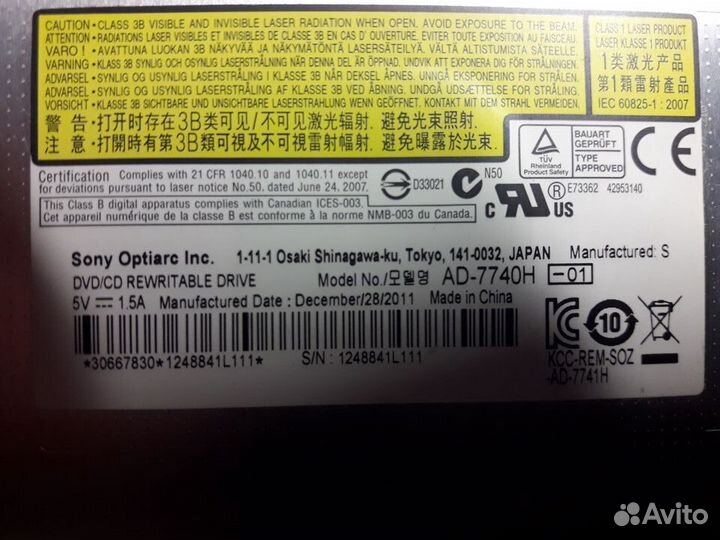 CAUTION - CLASS 3B VISIBLE AND INVISIBLE LASER RADIATION WHEN OPEN. AVOID EXPOSURE TO THE BEAM.
ATTENTION - RADIATIONS LASER VISIBLES ET INVISIBLES DE CLASSE 3B EN CAS D' OUVERTURE. EVITER TOUTE EXPOSITION AU FAISCEAU.
VARO ! - AVATTUNA LUOKAN 3B NÄKYVÄÄ JA NÄKYMÄTÖNTÄ LASERSÄTEILYÄ. VÄLTÄ ALTISTUMISTA SÄTEELLE.
VARNING - KLASS 3B SYNLIG OCH OSYNLIG LASERSTRÅLNING NÄR DENNA DEL ÄR ÖPPNAD. UNDVIK ATT EXPONERA DIG FÖR STRÅLEN.
ADVARSEL - SYNLIG OG USYNLIG LASERSTRÅLING I KLASSE 3B NÅR DEKSEL ÅPNES. UNNGÅ EKSPONERING FOR STRÅLEN.
ADVARSEL - SYNLIG OG USYNLIG LASERSTRÅLING AF KLASSE 3B VED ÅBNING. UNDGÅ UDSÆTTELSE FOR STRÅLING.
VORSICHT - KLASSE 3B SICHTBARE UND UNSICHTBARE LASERSTRAHLUNG, WENN GEÖFFNET. KONTAKT MIT DEM STRAHL VERMEIDEN.
警 告 - 打开时存在3B类可见/不可见激光辐射. 避免光束照射.
注 意 - 打開時有第3B類可視及不可視雷射輻射. 避免曝露於光束.
CLASS 1 LASER PRODUCT
LASER KLASSE 1 PRODUKT
1类激光产品
第1類雷射產品
IEC 60825-1 : 2007
Certification Complies with 21 CFR 1040.10 and 1040.11 except
for deviations pursuant to laser notice No.50. dated June 24, 2007.
This Class B digital apparatus complies with Canadian ICES-003.
Cet appareil numérique de la classe B est conforme à la norme NMB-003 du Canada.
D33021
N50
TÜV
Rheinland
Product Safety
BAUART
GEPRÜFT
TYPE
APPROVED
CE
c RU US ®
E73362 42953140
Sony Optiarc Inc. 1-11-1 Osaki Shinagawa-ku, Tokyo, 141-0032, JAPAN Manufactured: S
DVD/CD REWRITABLE DRIVE Model No./모델명 AD-7740H -01
5V 1.5A Manufactured Date : December/28/2011 Made in China
*30667830*1248841L111* S/N : 1248841L111
10
KCC-REM-SOZ
-AD-7741H
Avito